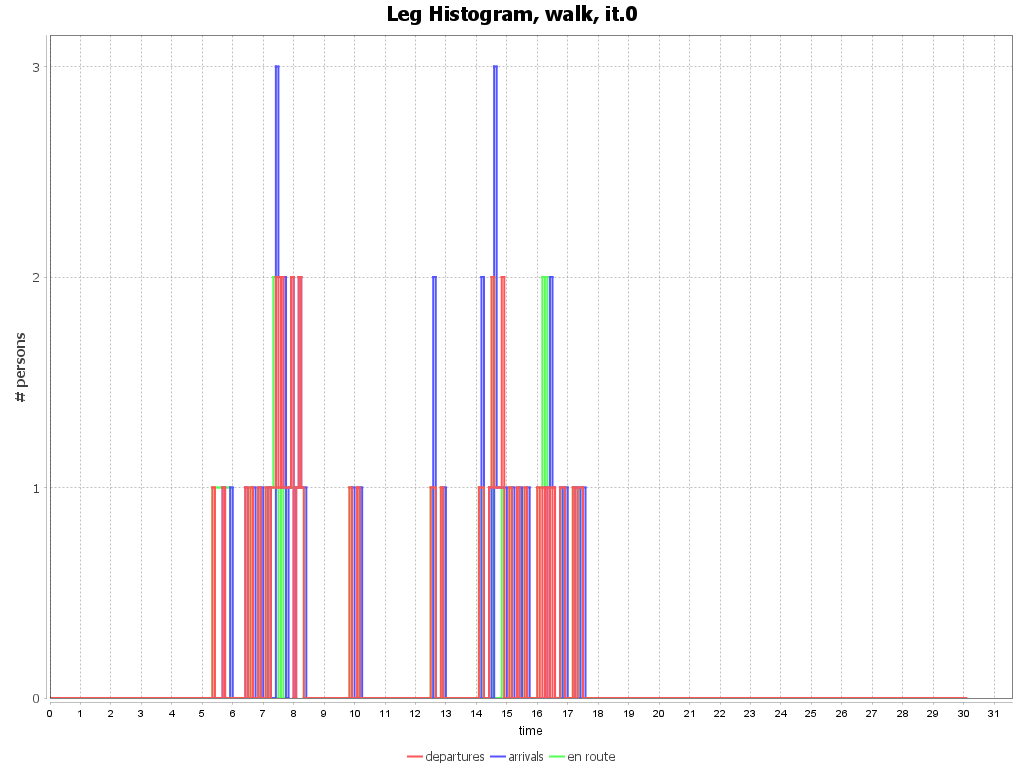 Leg Histogram, walk, it.0
3
2
1
0
# persons
0 1 2 3 4 5 6 7 8 9 10 11 12 13 14 15 16 17 18 19 20 21 22 23 24 25 26 27 28 29 30 31
time
departures arrivals en route